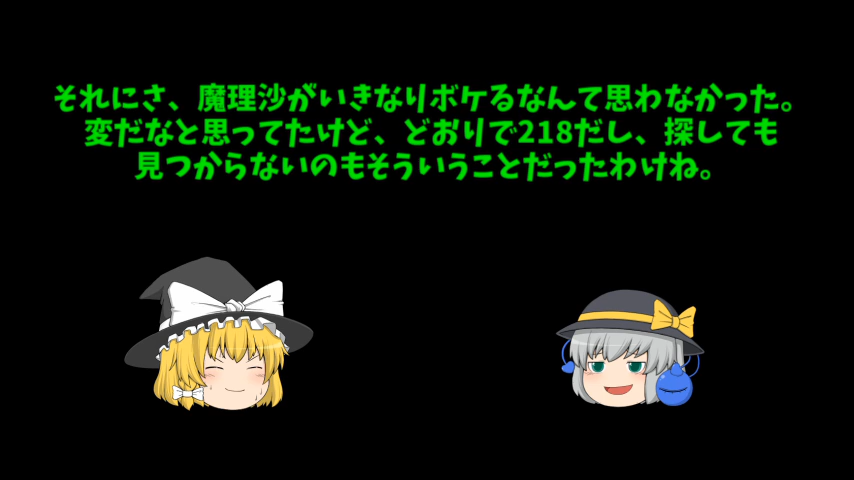 それにさ、魔理沙がいきなりボケるなんて思わなかった。
変だなと思ってたけど、どおりで218だし、探しても
見つからないのもそういうことだったわけね。